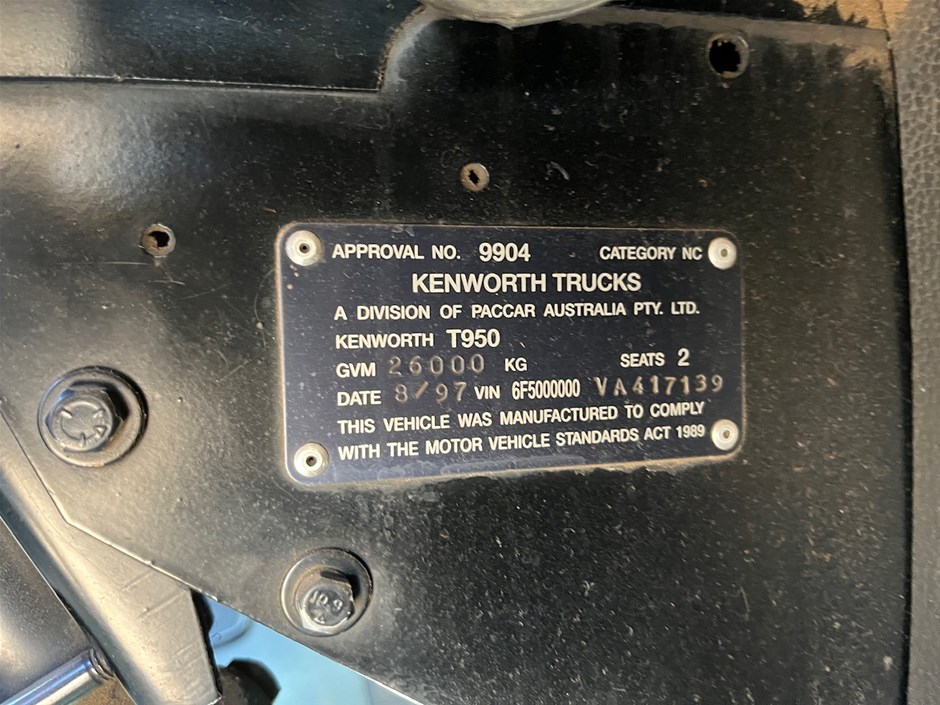 APPROVAL NO. 9904 CATEGORY NC
KENWORTH TRUCKS
A DIVISION OF PACCAR AUSTRALIA PTY. LTD.
KENWORTH T950
GVM 26000 KG SEATS 2
DATE 8/97 VIN 6F5000000 VA417139
THIS VEHICLE WAS MANUFACTURED TO COMPLY
WITH THE MOTOR VEHICLE STANDARDS ACT 1989
10.9